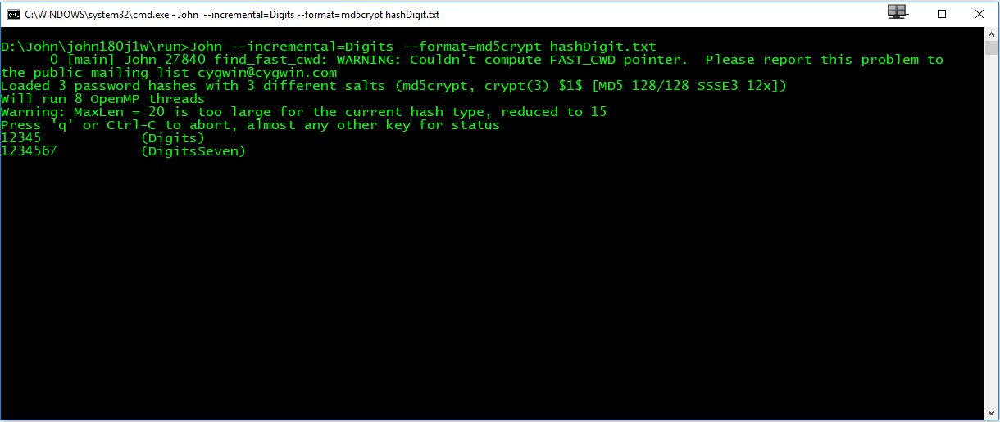 C:\WINDOWS\system32\cmd.exe - John  --incremental=Digits --format=md5crypt hashDigit.txt
D:\John\john180j1w\run>John --incremental=Digits --format=md5crypt hashDigit.txt
      0 [main] John 27840 find_fast_cwd: WARNING: Couldn't compute FAST_CWD pointer.  Please report this problem to
the public mailing list cygwin@cygwin.com
Loaded 3 password hashes with 3 different salts (md5crypt, crypt(3) $1$ [MD5 128/128 SSSE3 12x])
Will run 8 OpenMP threads
Warning: MaxLen = 20 is too large for the current hash type, reduced to 15
Press 'q' or Ctrl-C to abort, almost any other key for status
12345            (Digits)
1234567          (DigitsSeven)